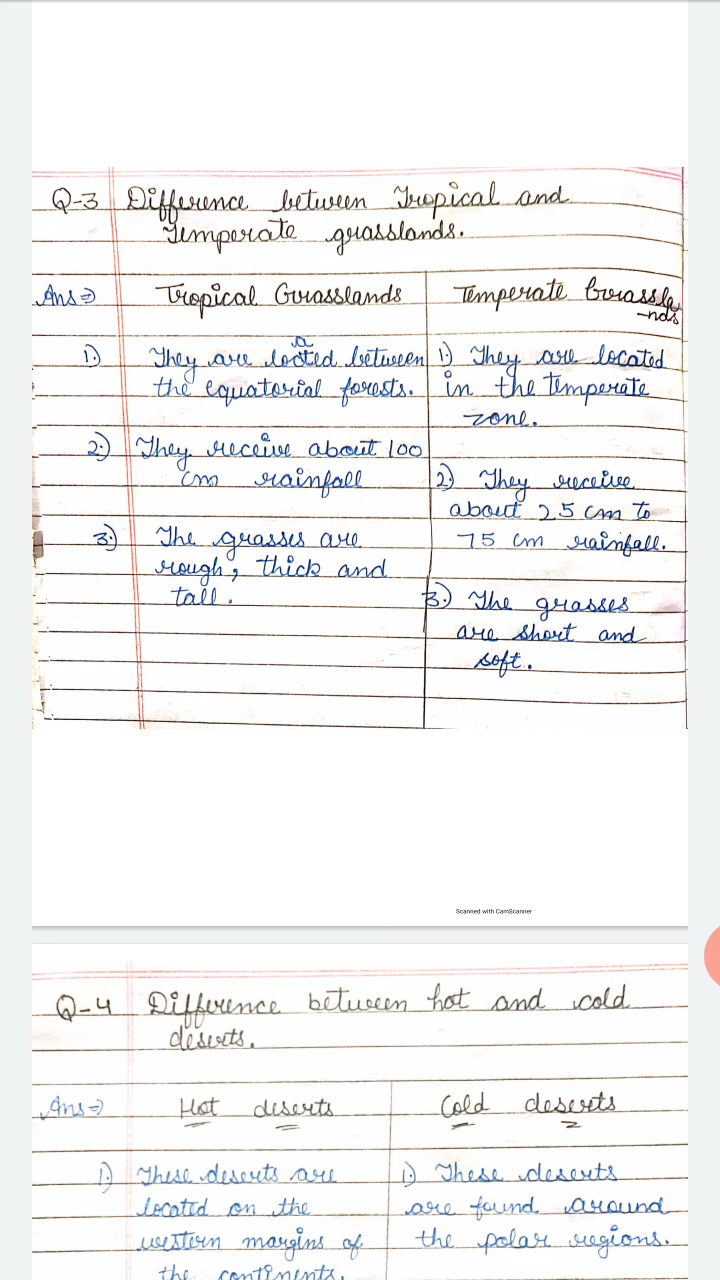 Q-3 Difference between Tropical and
Temperate grasslands.
Ans⇒ Tropical Grasslands
1.) They are locted between
a
the equatorial forests.
2.) They receive about 100
cm rainfall
3.) The grasses are
rough, thick and
tall.
Temperate Grassla
-nds
1.) They are located
in the temperate
zone.
2.) They receive
about 25 cm to
75 cm rainfall.
3.) The grasses
are short and
soft.
Scanned with CamScanner
Q-4 Difference between hot and cold
deserts.
Ans⇒ Hot deserts
1.) These deserts are
located on the
western margins of
the continents.
Cold deserts
1.) These deserts
are found around
the polar regions.